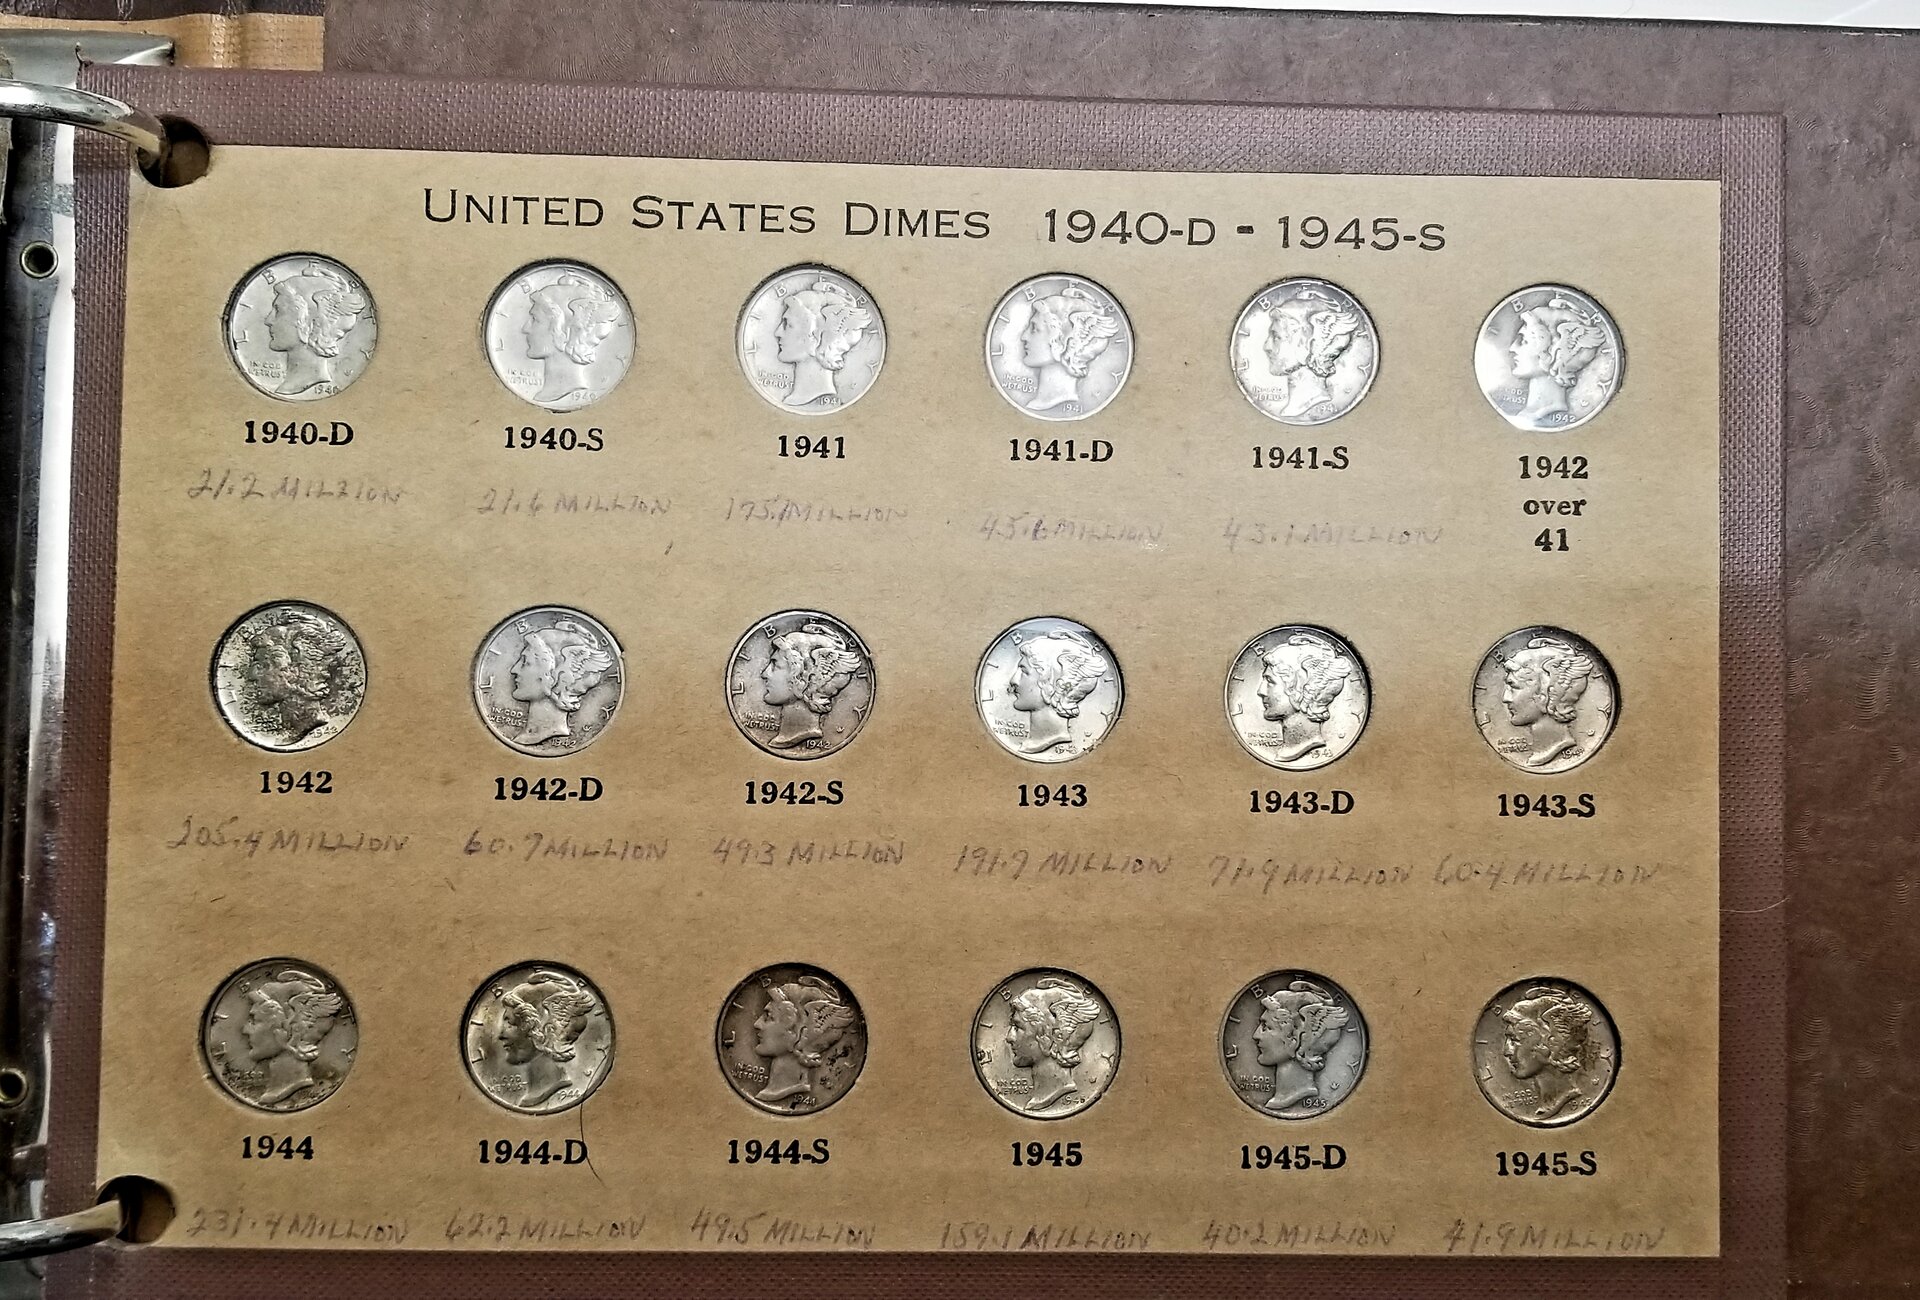 UNITED STATES DIMES 1940-D - 1945-S
1940-D 1940-S 1941 1941-D 1941-S 1942
over
41
21.2 MILLION 21.6 MILLION 175.1 MILLION 45.6 MILLION 43.1 MILLION
1942 1942-D 1942-S 1943 1943-D 1943-S
205.4 MILLION 60.7 MILLION 49.3 MILLION 191.7 MILLION 71.9 MILLION 60.4 MILLION
1944 1944-D 1944-S 1945 1945-D 1945-S
231.4 MILLION 62.2 MILLION 49.5 MILLION 159.1 MILLION 40.2 MILLION 41.9 MILLION